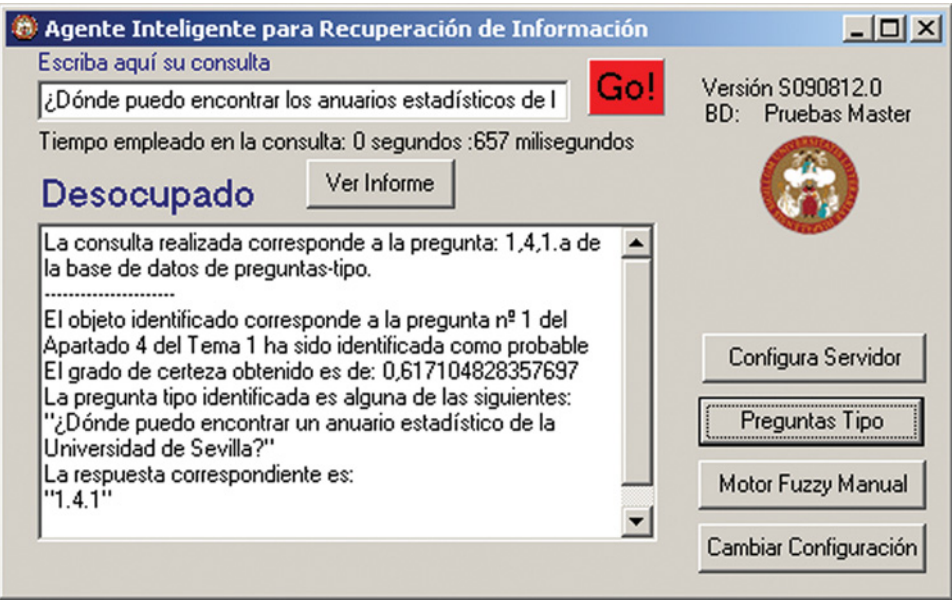 Agente Inteligente para Recuperación de Información
Escriba aquí su consulta
¿Dónde puedo encontrar los anuarios estadísticos de l
Go!
Versión S090812.0
BD: Pruebas Master
Tiempo empleado en la consulta: 0 segundos :657 milisegundos
Desocupado
Ver Informe
La consulta realizada corresponde a la pregunta: 1,4,1.a de
la base de datos de preguntas-tipo.
----------------------
El objeto identificado corresponde a la pregunta nº 1 del
Apartado 4 del Tema 1 ha sido identificada como probable
El grado de certeza obtenido es de: 0,617104828357697
La pregunta tipo identificada es alguna de las siguientes:
"¿Dónde puedo encontrar un anuario estadístico de la
Universidad de Sevilla?"
La respuesta correspondiente es:
"1.4.1"
Configura Servidor
Preguntas Tipo
Motor Fuzzy Manual
Cambiar Configuración